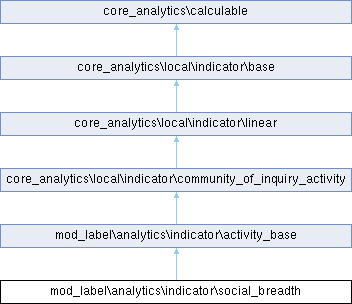 core_analytics\calculable
core_analytics\local\indicator\base
core_analytics\local\indicator\linear
core_analytics\local\indicator\community_of_inquiry_activity
mod_label\analytics\indicator\activity_base
mod_label\analytics\indicator\social_breadth